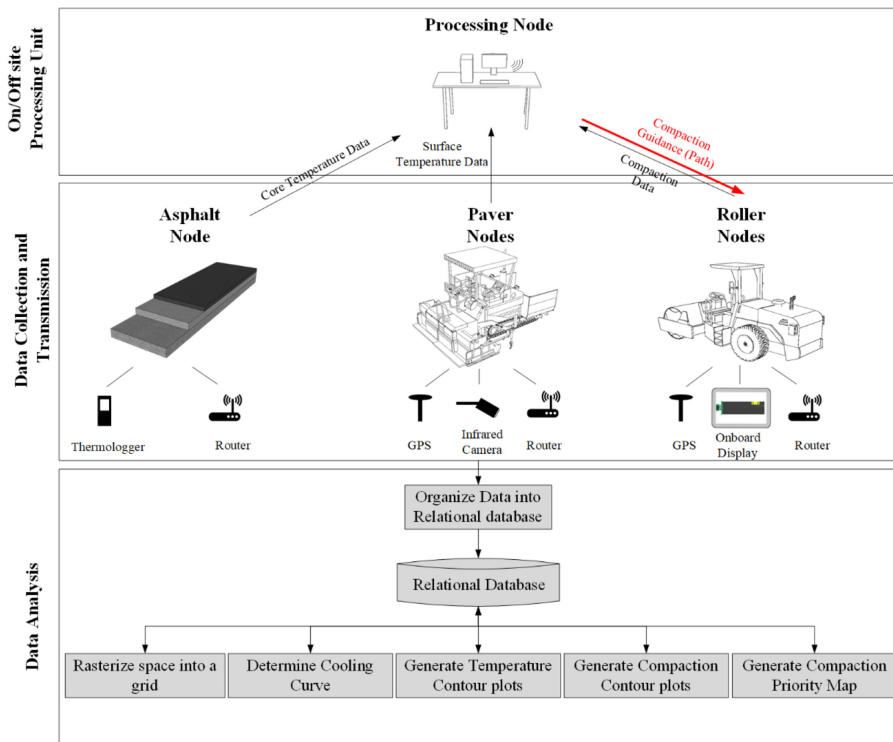 On/Off site
Processing Unit
Processing Node
Core Temperature Data
Surface
Temperature Data
Compaction
Guidance (Path)
Compaction
Data
Data Collection and
Transmission
Asphalt
Node
Paver
Nodes
Roller
Nodes
Thermologger
Router
GPS
Infrared
Camera
Router
GPS
Onboard
Display
Router
Data Analysis
Organize Data into
Relational database
Relational Database
Rasterize space into a
grid
Determine Cooling
Curve
Generate Temperature
Contour plots
Generate Compaction
Contour plots
Generate Compaction
Priority Map